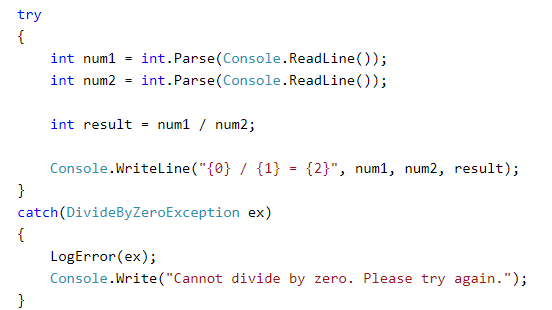 try
{
    int num1 = int.Parse(Console.ReadLine());
    int num2 = int.Parse(Console.ReadLine());

    int result = num1 / num2;

    Console.WriteLine("{0} / {1} = {2}", num1, num2, result);
}
catch(DivideByZeroException ex)
{
    LogError(ex);
    Console.Write("Cannot divide by zero. Please try again.");
}